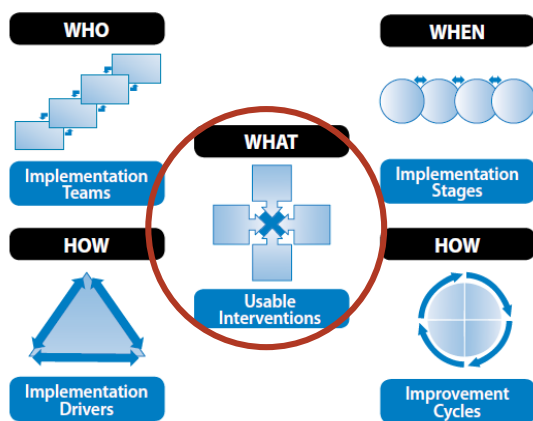 WHO
Implementation
Teams
WHEN
Implementation
Stages
WHAT
Usable
Interventions
HOW
Implementation
Drivers
HOW
Improvement
Cycles